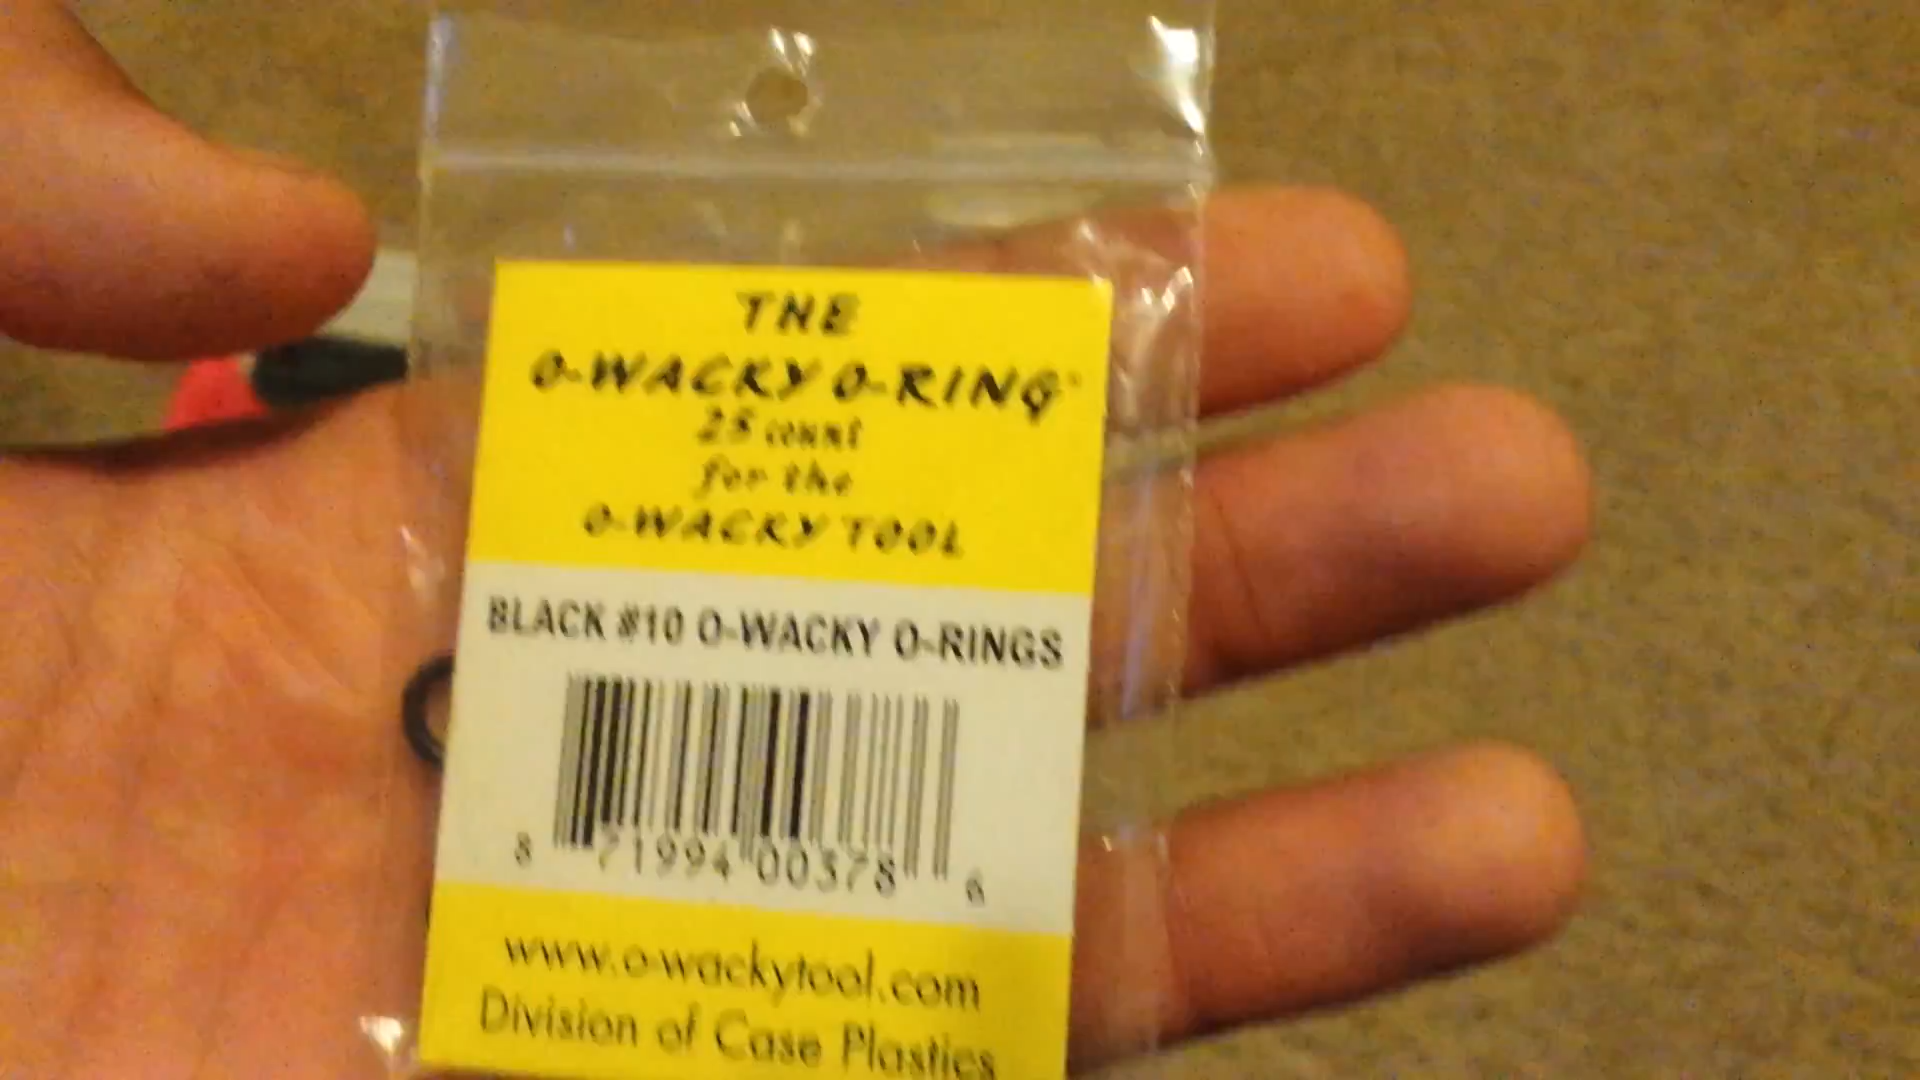 THE
O-WACKY O-RING
25 count
for the
O-WACKY TOOL
BLACK #10 O-WACKY O-RINGS
8 71994 00378 6
www.o-wackytool.com
Division of Case Plastics